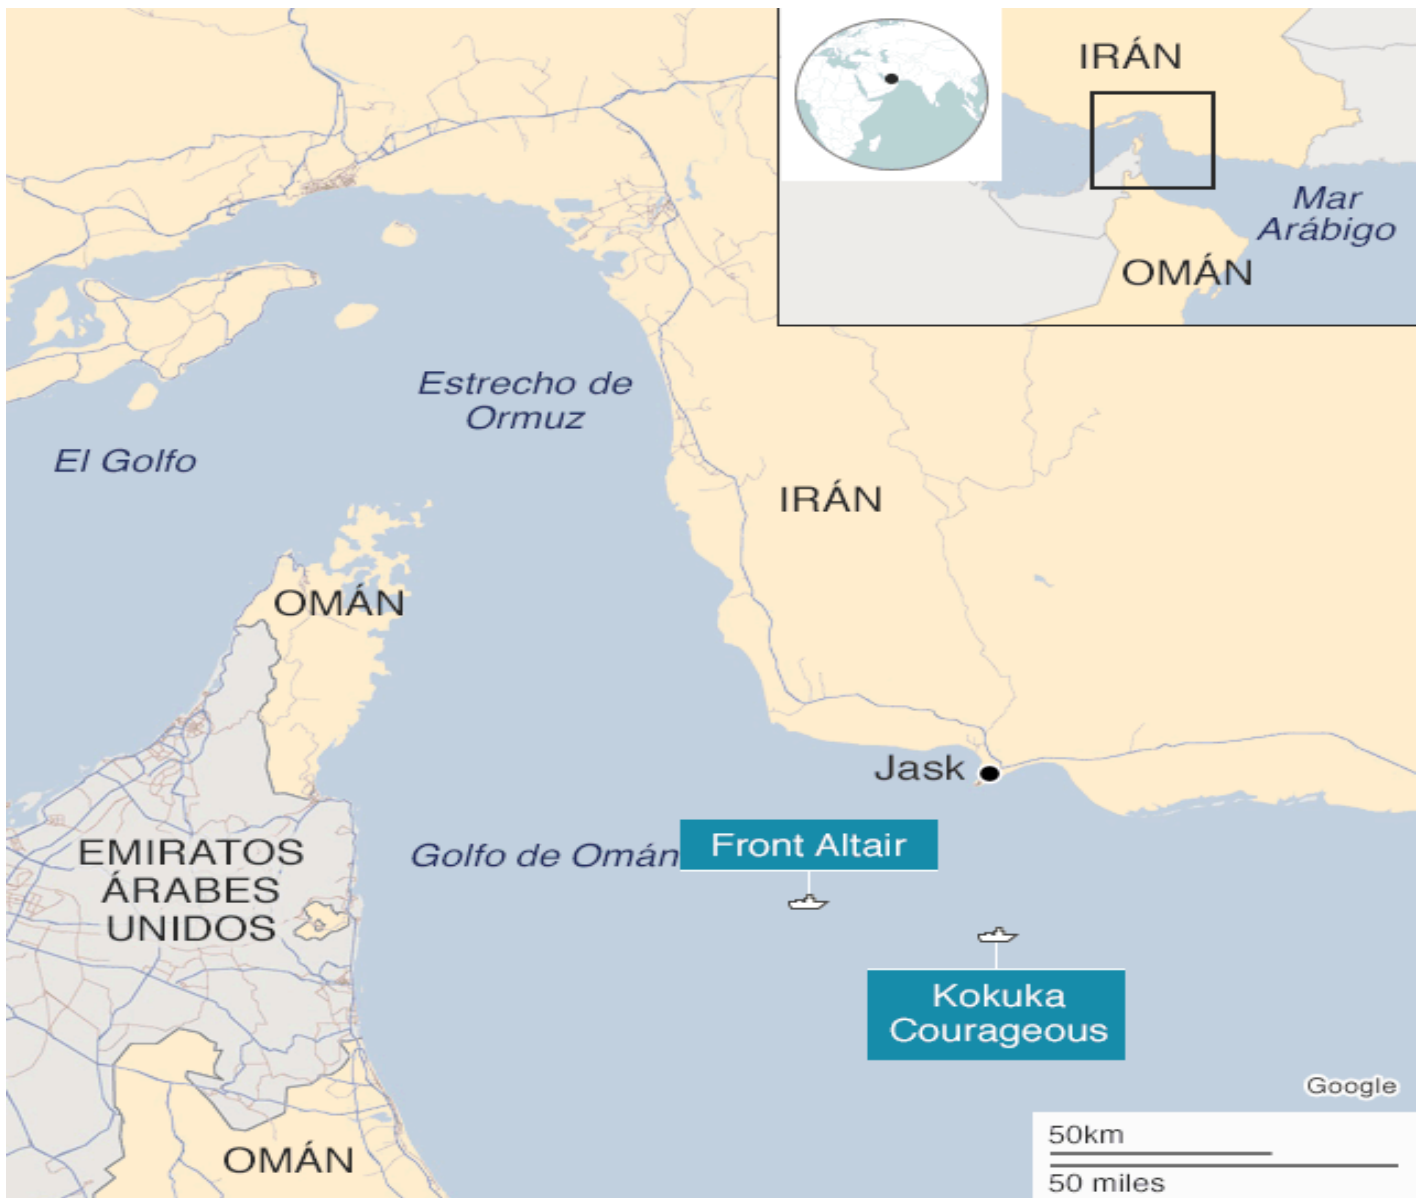 IRÁN
Mar
Arábigo
OMÁN
Estrecho de
Ormuz
El Golfo
IRÁN
OMÁN
Jask
EMIRATOS
ÁRABES
UNIDOS
Golfo de Omán
Front Altair
Kokuka
Courageous
OMÁN
Google
50km
50 miles